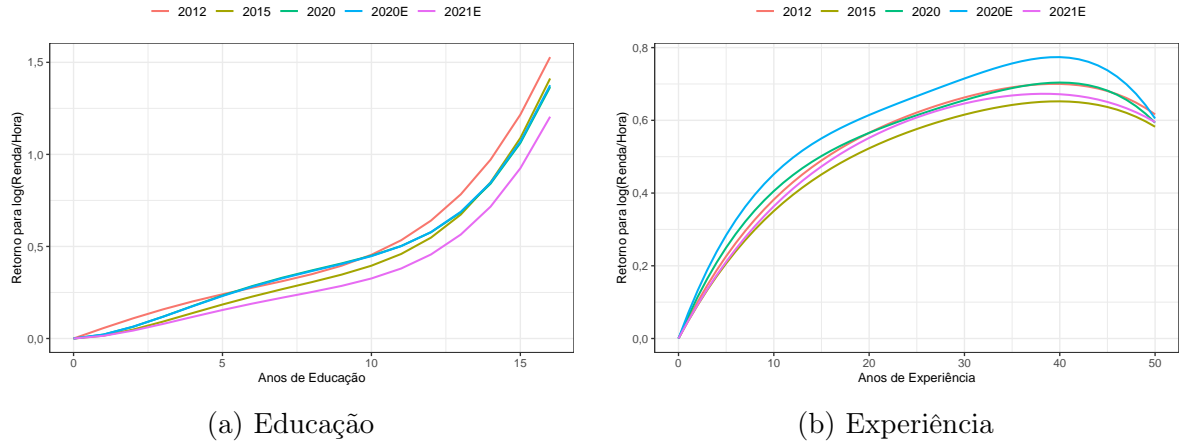 2012 2015 2020 2020E 2021E
Retorno para log(Renda/Hora)
1,5
1,0
0,5
0,0
0 5 10 15
Anos de Educação
(a) Educação
2012 2015 2020 2020E 2021E
Retorno para log(Renda/Hora)
0,8
0,6
0,4
0,2
0,0
0 10 20 30 40 50
Anos de Experiência
(b) Experiência